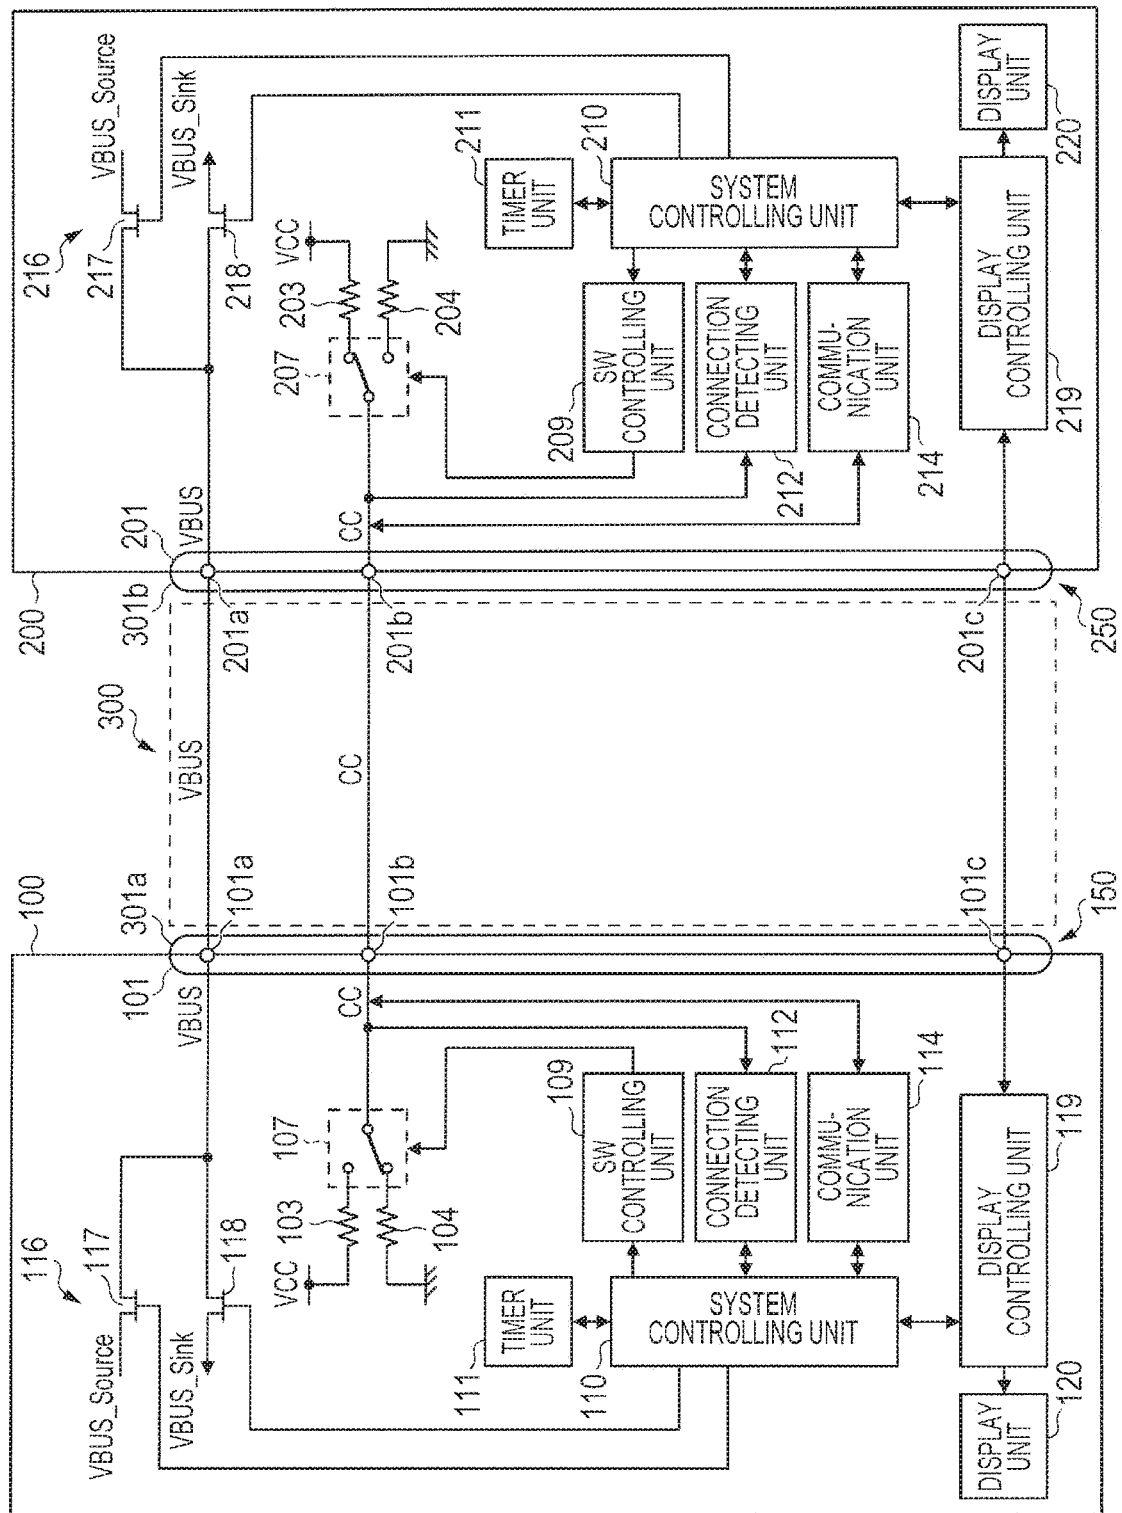 100
116
117
VBUS_Source
VBUS_Sink
118
VBUS
101
301a
101a
VCC
103
104
107
CC
101b
111
TIMER
UNIT
110
SYSTEM
CONTROLLING UNIT
109
SW
CONTROLLING
UNIT
CONNECTION
DETECTING
UNIT
112
COMMU-
NICATION
UNIT
114
101c
150
DISPLAY
CONTROLLING UNIT
119
DISPLAY
UNIT
120
300
VBUS
CC
200
216
217
VBUS_Source
VBUS_Sink
218
VBUS
201
301b
201a
VCC
203
204
207
CC
201b
211
TIMER
UNIT
210
SYSTEM
CONTROLLING UNIT
209
SW
CONTROLLING
UNIT
CONNECTION
DETECTING
UNIT
212
COMMU-
NICATION
UNIT
214
201c
250
DISPLAY
CONTROLLING UNIT
219
DISPLAY
UNIT
220